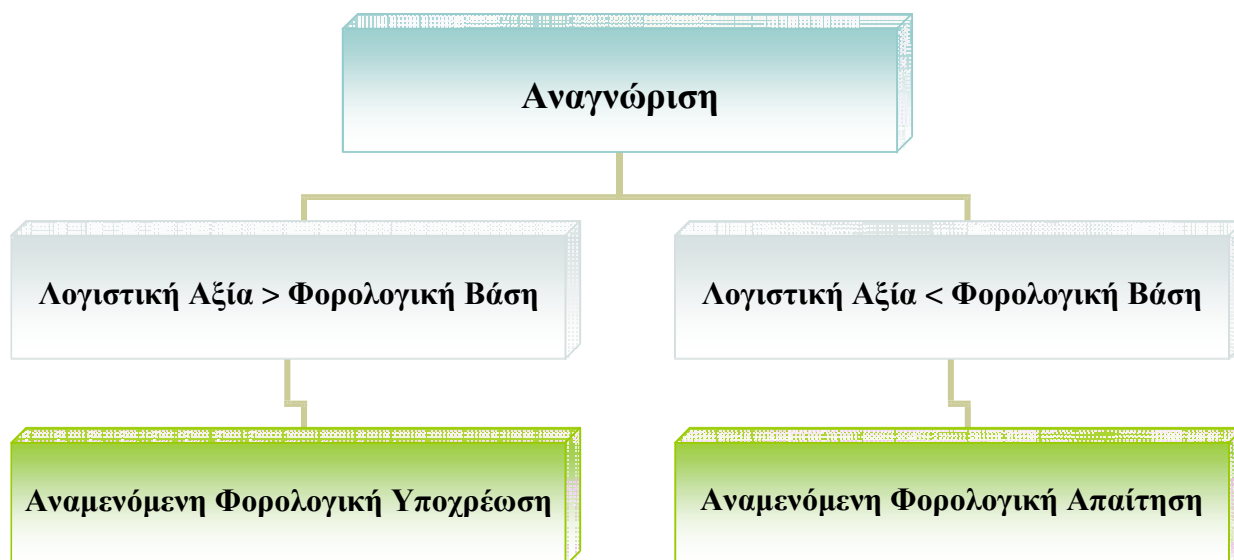 Αναγνώριση
Λογιστική Αξία > Φορολογική Βάση
Λογιστική Αξία < Φορολογική Βάση
Αναμενόμενη Φορολογική Υποχρέωση
Αναμενόμενη Φορολογική Απαίτηση